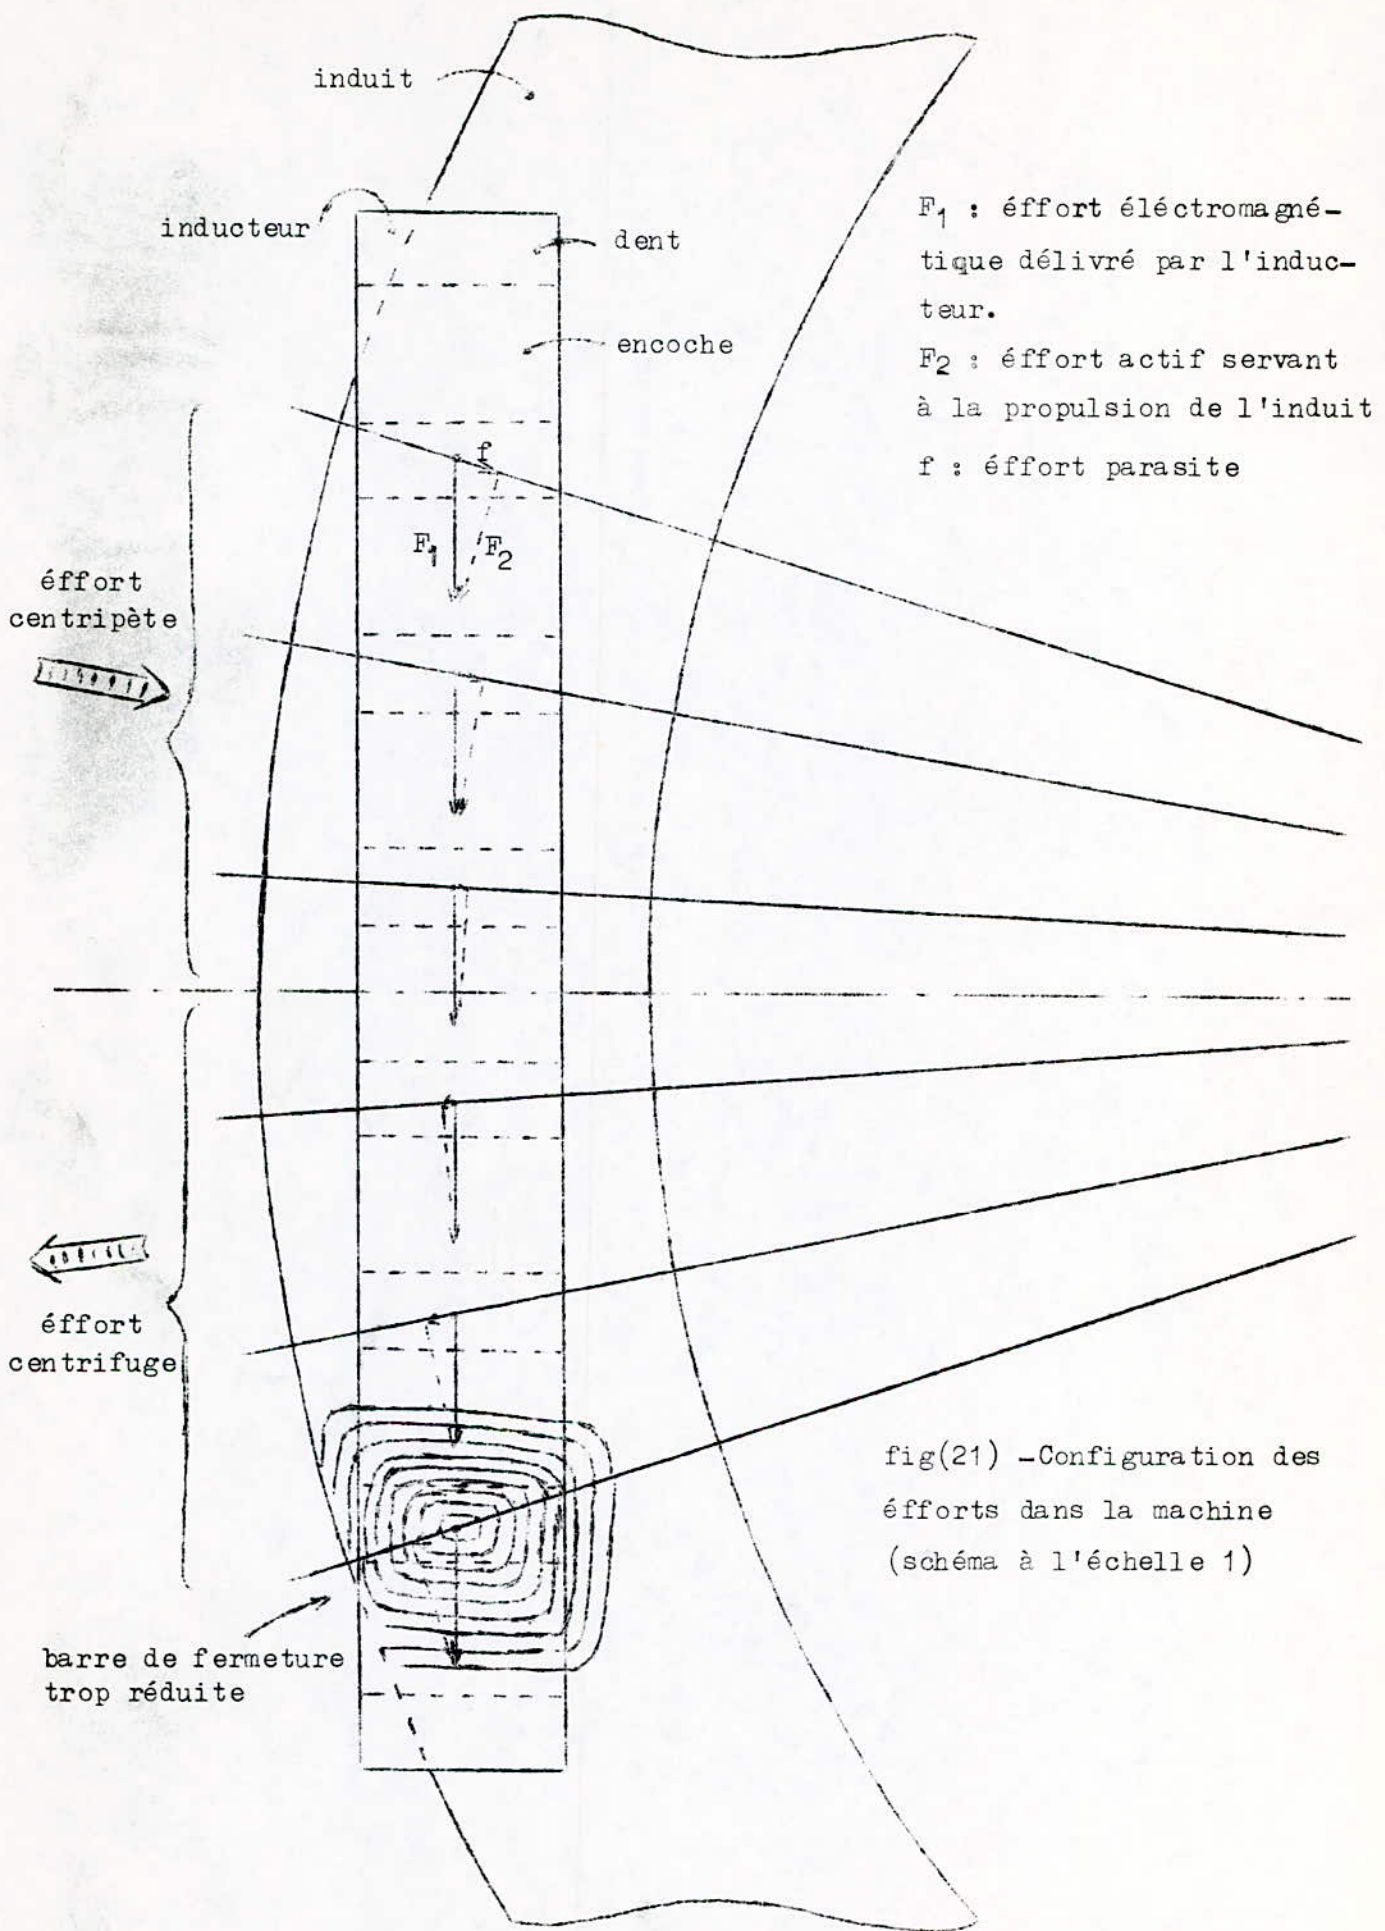 induit
inducteur
dent
encoche
F₁ : éffort éléctromagné-
tique délivré par l'induc-
teur.
F₂ : éffort actif servant
à la propulsion de l'induit
f : éffort parasite
f
F₁
F₂
éffort
centripète
éffort
centrifuge
fig(21) -Configuration des
éfforts dans la machine
(schéma à l'échelle 1)
barre de fermeture
trop réduite